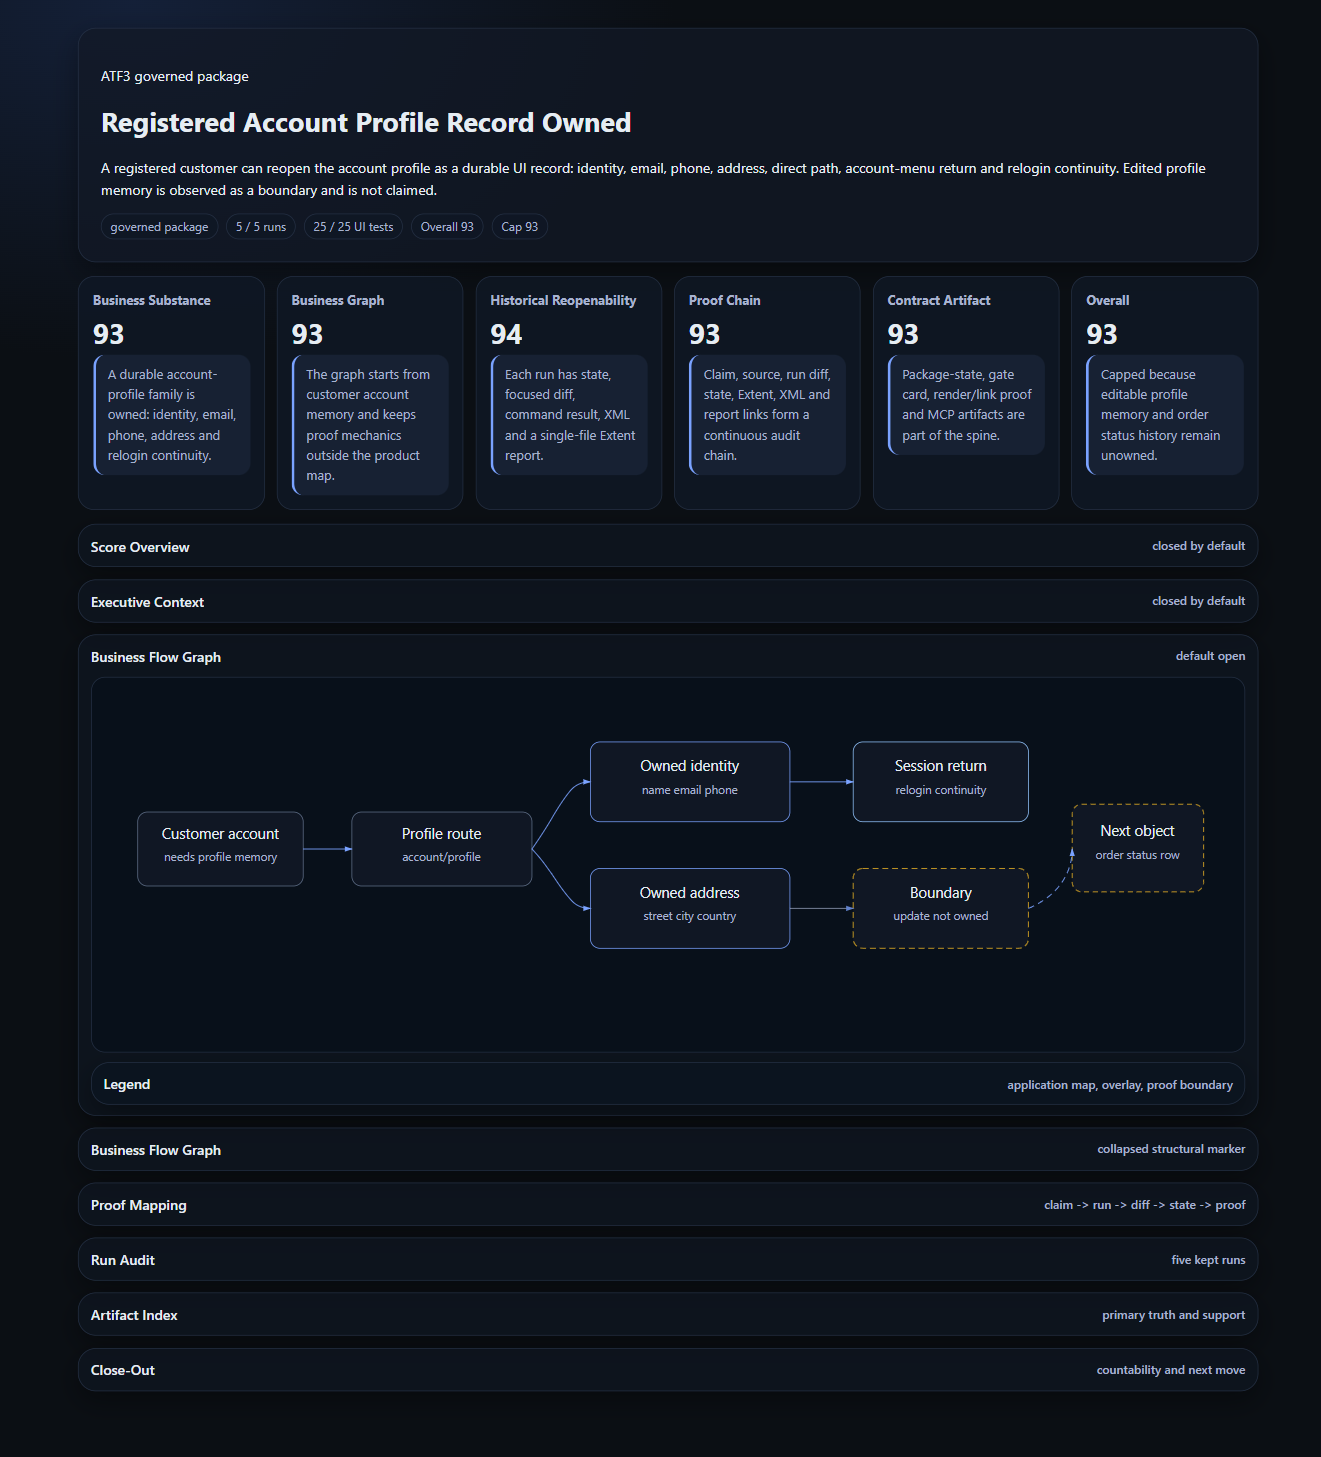 ATF3 governed package
Registered Account Profile Record Owned
A registered customer can reopen the account profile as a durable UI record: identity, email, phone, address, direct path, account-menu return and relogin continuity. Edited profile
memory is observed as a boundary and is not claimed.
governed package
5 / 5 runs
25 / 25 UI tests
Overall 93
Cap 93
Business Substance
93
A durable account-
profile family is
owned: identity, email,
phone, address and
relogin continuity.
Business Graph
93
The graph starts from
customer account
memory and keeps
proof mechanics
outside the product
map.
Historical Reopenability
94
Each run has state,
focused diff,
command result, XML
and a single-file Extent
report.
Proof Chain
93
Claim, source, run diff,
state, Extent, XML and
report links form a
continuous audit
chain.
Contract Artifact
93
Package-state, gate
card, render/link proof
and MCP artifacts are
part of the spine.
Overall
93
Capped because
editable profile
memory and order
status history remain
unowned.
Score Overview
closed by default
Executive Context
closed by default
Business Flow Graph
default open
Customer account
needs profile memory
Profile route
account/profile
Owned identity
name email phone
Session return
relogin continuity
Owned address
street city country
Boundary
update not owned
Next object
order status row
Legend
application map, overlay, proof boundary
Business Flow Graph
collapsed structural marker
Proof Mapping
claim -> run -> diff -> state -> proof
Run Audit
five kept runs
Artifact Index
primary truth and support
Close-Out
countability and next move